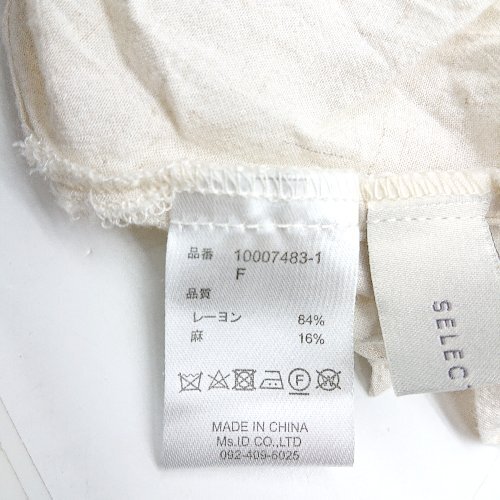 品番 10007483-1
F
品質
レーヨン 84%
麻 16%
F W
MADE IN CHINA
Ms.ID CO.,LTD
092-409-6025
SELECT